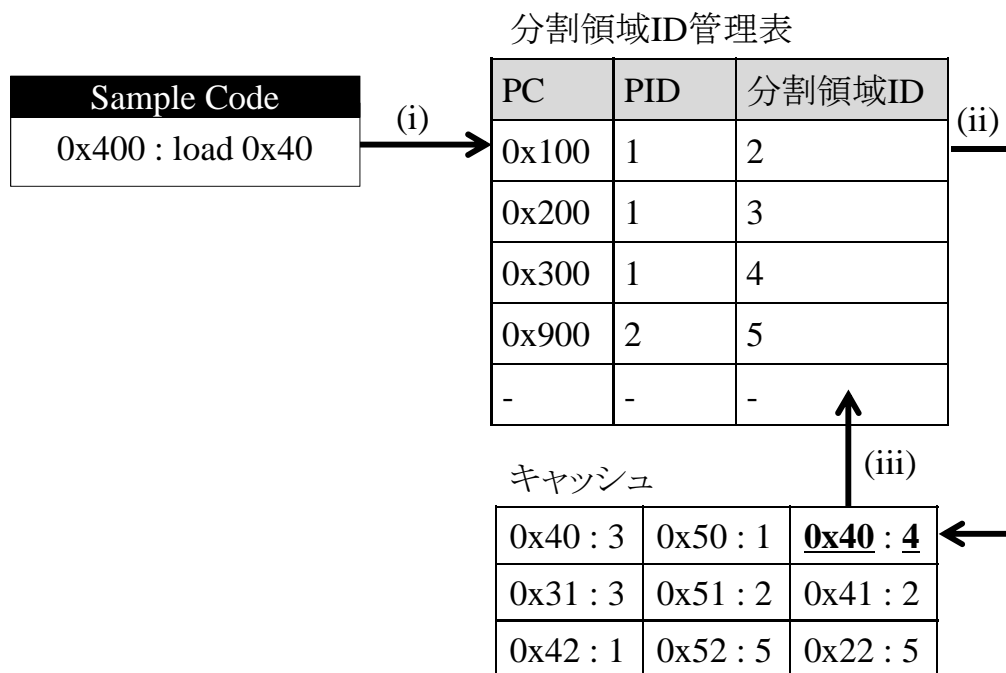 分割領域ID管理表
Sample Code
0x400 : load 0x40
(i)
PC PID 分割領域ID
0x100 1 2
0x200 1 3
0x300 1 4
0x900 2 5
- - -
(ii)
(iii)
キャッシュ
0x40 : 3 0x50 : 1 0x40 : 4
0x31 : 3 0x51 : 2 0x41 : 2
0x42 : 1 0x52 : 5 0x22 : 5